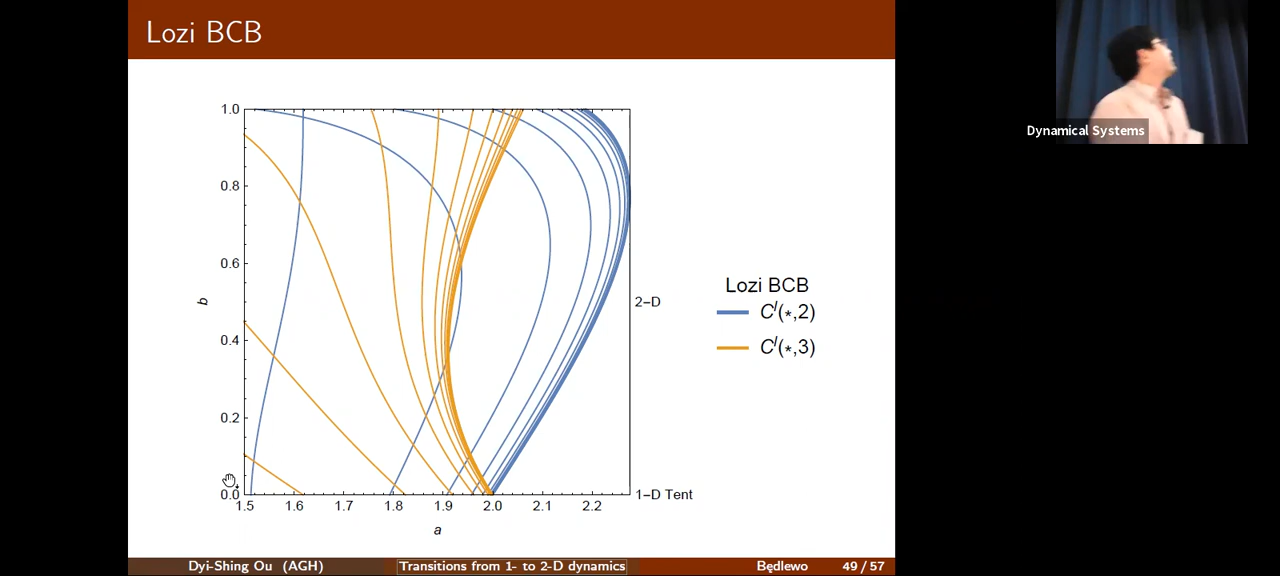 Lozi BCB
Dynamical Systems
1.0
0.8
0.6
0.4
0.2
0.0
b
1.5
1.6
1.7
1.8
1.9
2.0
2.1
2.2
a
2–D
1–D Tent
Lozi BCB
C^l(*,2)
C^l(*,3)
Dyi-Shing Ou (AGH)
Transitions from 1- to 2-D dynamics
Będlewo
49 / 57